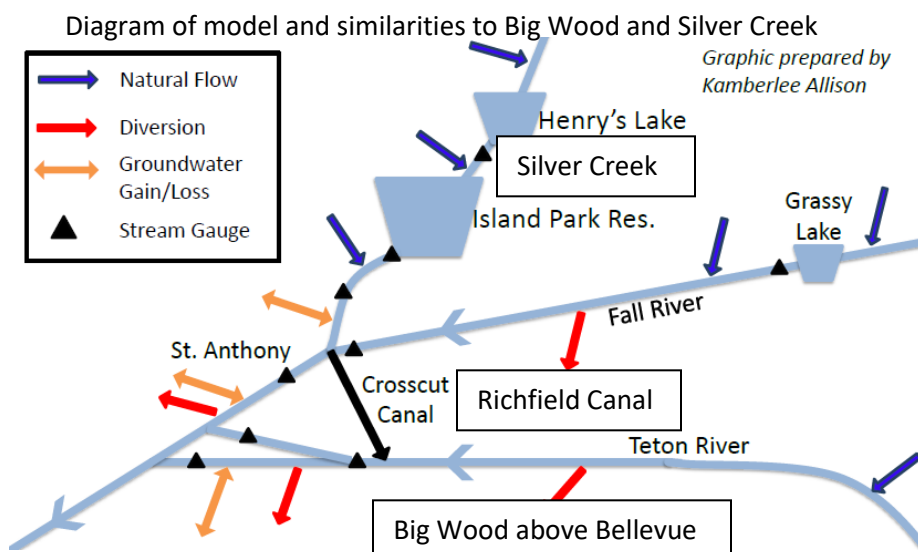 Diagram of model and similarities to Big Wood and Silver Creek
Graphic prepared by
Kamberlee Allison
Natural Flow
Diversion
Groundwater
Gain/Loss
Stream Gauge
Henry's Lake
Silver Creek
Island Park Res.
Grassy
Lake
Fall River
St. Anthony
Crosscut
Canal
Richfield Canal
Teton River
Big Wood above Bellevue